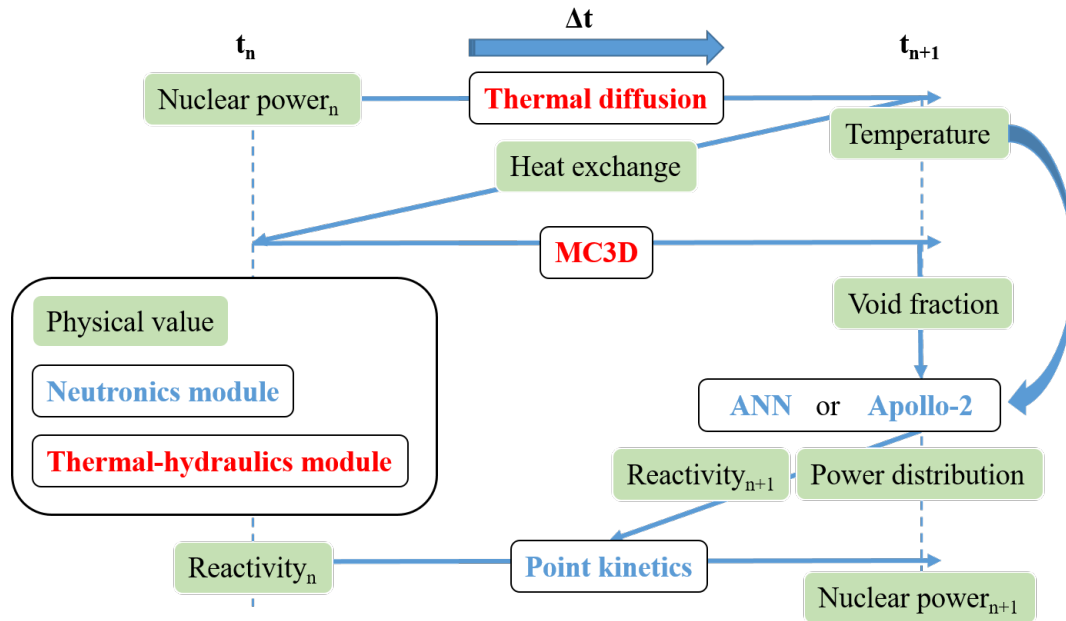 Δt
tₙ
tₙ₊₁
Nuclear powerₙ
Thermal diffusion
Temperature
Heat exchange
MC3D
Void fraction
Physical value
Neutronics module
Thermal-hydraulics module
ANN or Apollo-2
Reactivityₙ₊₁
Power distribution
Reactivityₙ
Point kinetics
Nuclear powerₙ₊₁